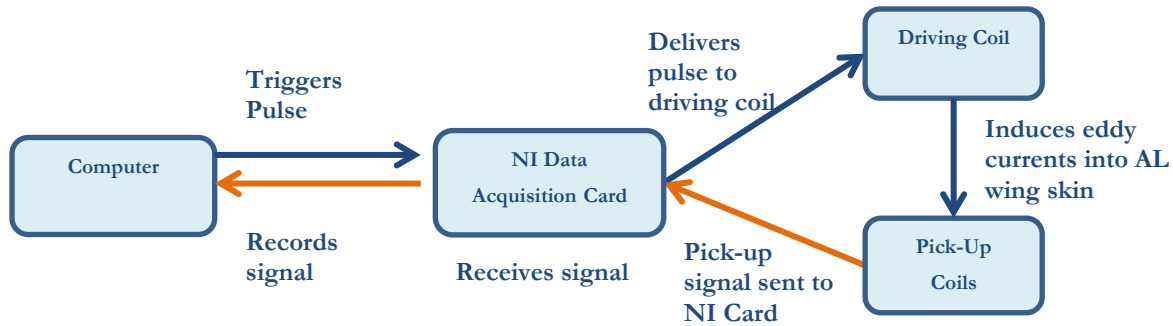 Driving Coil
Delivers
pulse to
driving coil
Triggers
Pulse
Computer
NI Data
Acquisition Card
Induces eddy
currents into AL
wing skin
Records
signal
Receives signal
Pick-up
signal sent to
NI Card
Pick-Up
Coils